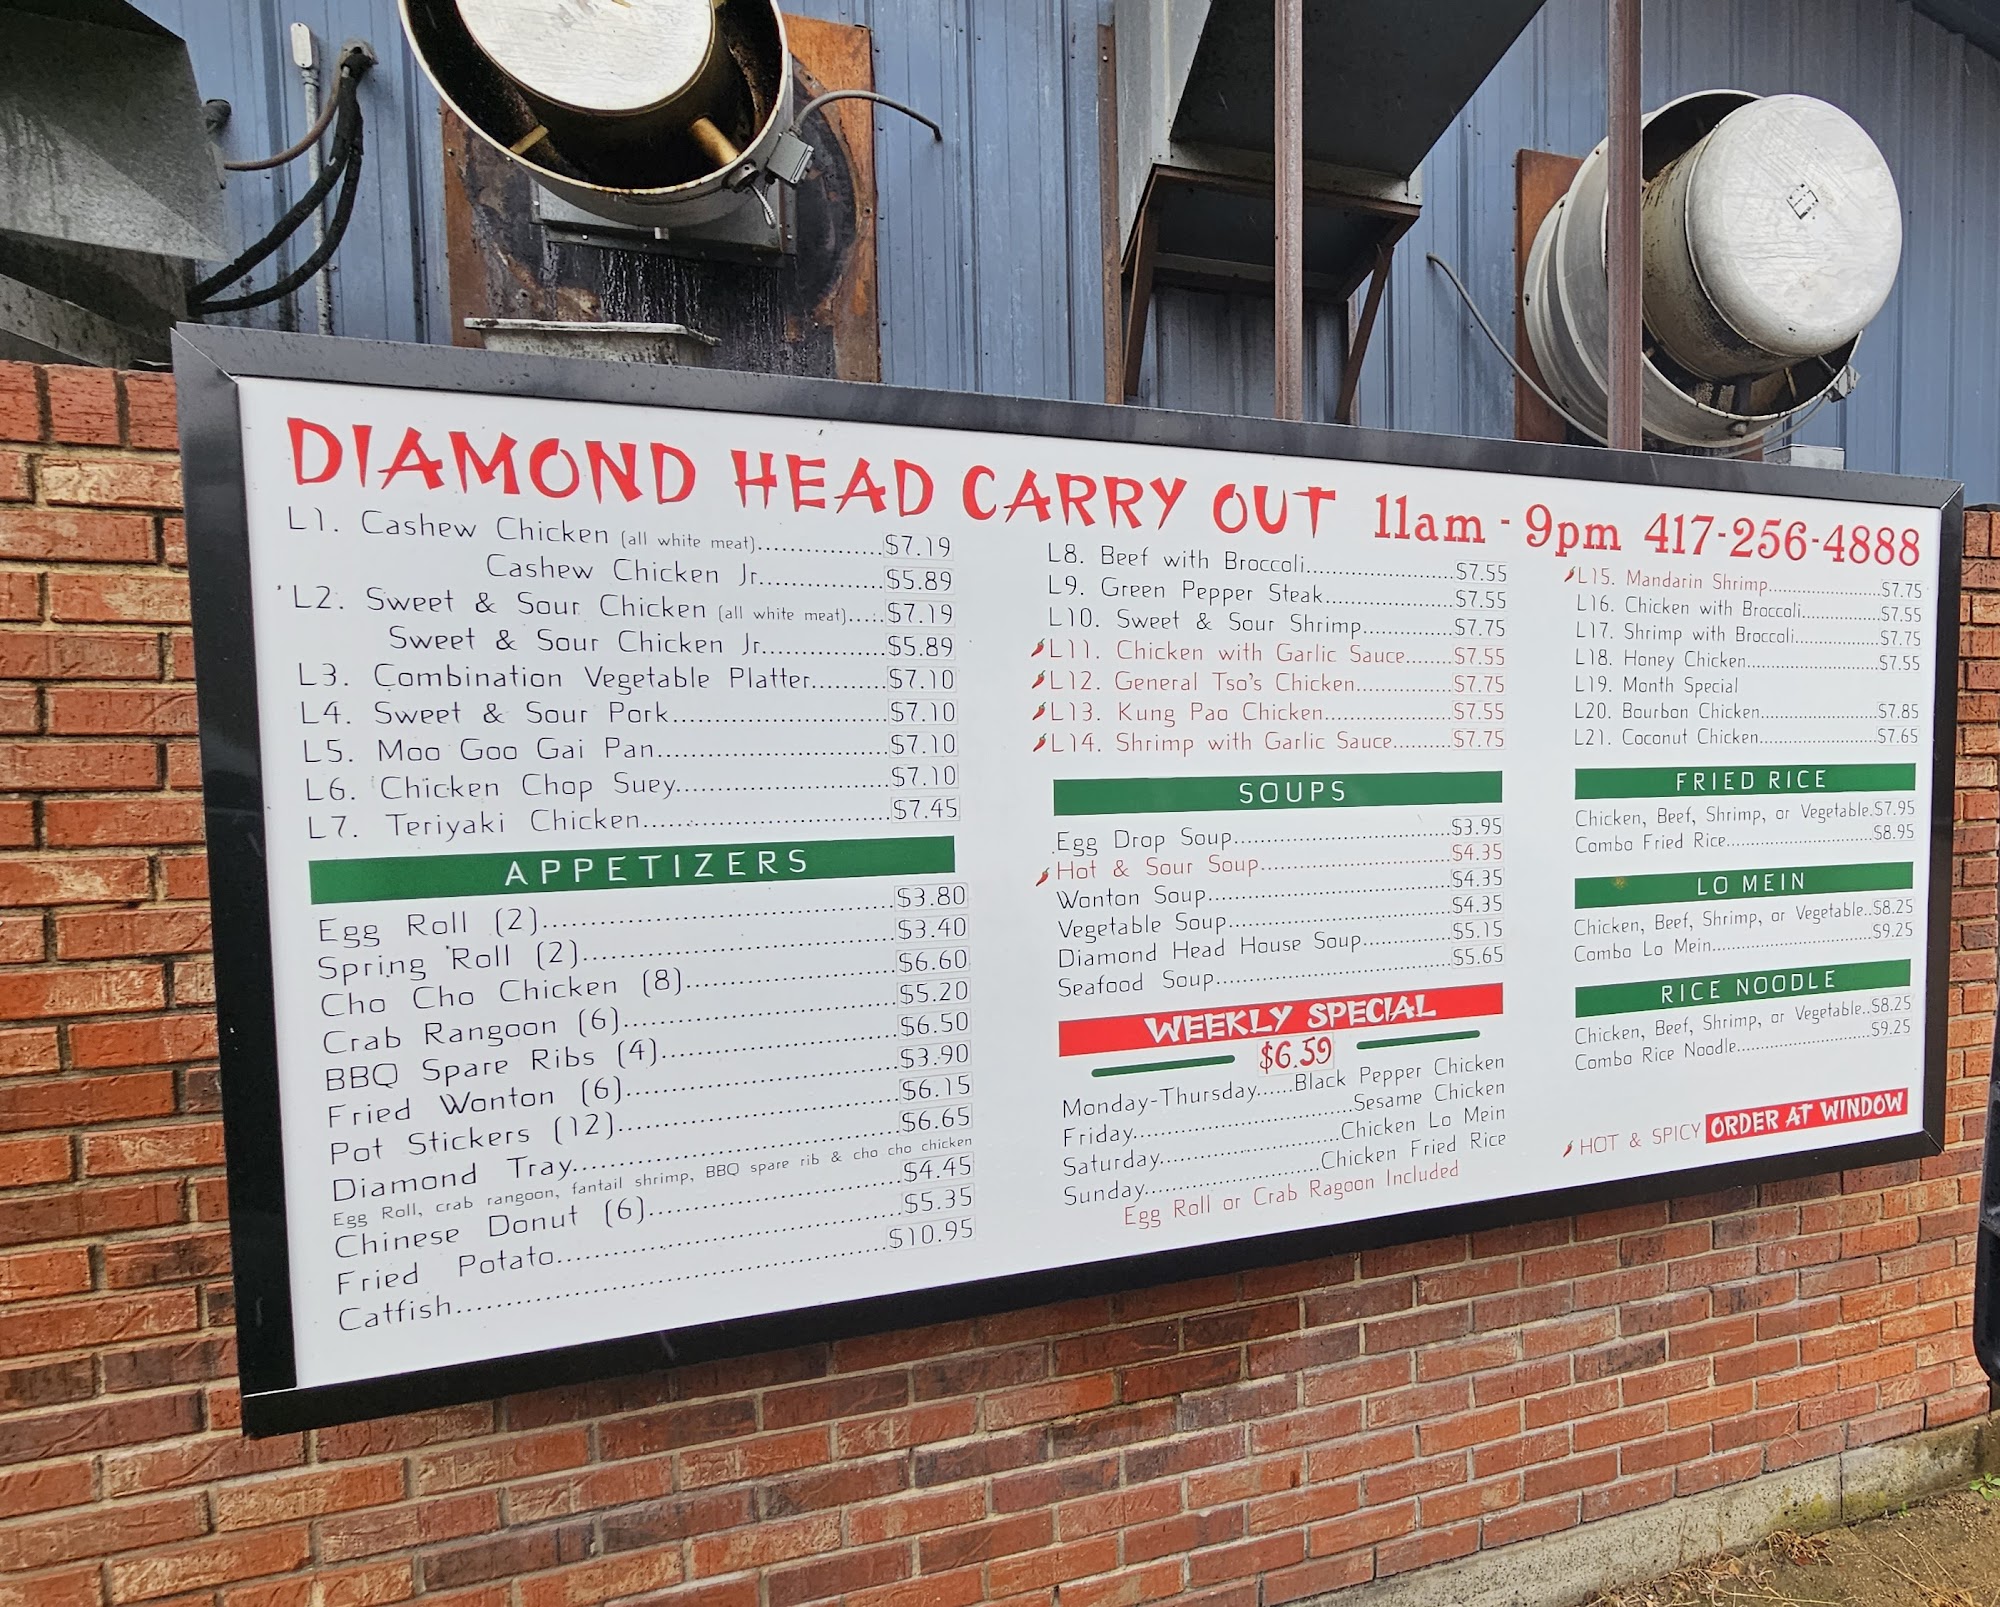 DIAMOND HEAD CARRY OUT 11am - 9pm 417-256-4888
L1. Cashew Chicken (all white meat)...............$7.19
Cashew Chicken Jr...............$5.89
L2. Sweet & Sour Chicken (all white meat).....$7.19
Sweet & Sour Chicken Jr...............$5.89
L3. Combination Vegetable Platter.........$7.10
L4. Sweet & Sour Pork..........................$7.10
L5. Moo Goo Gai Pan............................$7.10
L6. Chicken Chop Suey..........................$7.10
L7. Teriyaki Chicken..............................$7.45
APPETIZERS
Egg Roll (2)..........................................$3.80
Spring Roll (2).....................................$3.40
Cho Cho Chicken (8)..........................$6.60
Crab Rangoon (6)................................$5.20
BBQ Spare Ribs (4).............................$6.50
Fried Wonton (6).................................$3.90
Pot Stickers (12)..................................$6.15
Diamond Tray.......................................$6.65
Egg Roll, crab rangoon, fantail shrimp, BBQ spare rib & cho cho chicken
Chinese Donut (6)...............................$4.45
Fried Potato.........................................$5.35
Catfish...................................................$10.95
L8. Beef with Broccoli........................$7.55
L9. Green Pepper Steak.....................$7.55
L10. Sweet & Sour Shrimp...............$7.75
L11. Chicken with Garlic Sauce........$7.55
L12. General Tso's Chicken................$7.75
L13. Kung Pao Chicken.....................$7.55
L14. Shrimp with Garlic Sauce..........$7.75
SOUPS
Egg Drop Soup...................................$3.95
Hot & Sour Soup..............................$4.35
Wonton Soup.....................................$4.35
Vegetable Soup...................................$4.35
Diamond Head House Soup..............$5.15
Seafood Soup.....................................$5.65
WEEKLY SPECIAL
$6.59
Monday-Thursday......Black Pepper Chicken
Friday..................................Sesame Chicken
Saturday...........................Chicken Lo Mein
Sunday..........................Chicken Fried Rice
Egg Roll or Crab Ragoon Included
L15. Mandarin Shrimp......................$7.75
L16. Chicken with Broccoli...............$7.55
L17. Shrimp with Broccoli.................$7.75
L18. Honey Chicken...........................$7.55
L19. Month Special
L20. Bourbon Chicken.......................$7.85
L21. Coconut Chicken.......................$7.65
FRIED RICE
Chicken, Beef, Shrimp, or Vegetable.$7.95
Combo Fried Rice.............................$8.95
LO MEIN
Chicken, Beef, Shrimp, or Vegetable..$8.25
Combo Lo Mein................................$9.25
RICE NOODLE
Chicken, Beef, Shrimp, or Vegetable..$8.25
Combo Rice Noodle..........................$9.25
HOT & SPICY ORDER AT WINDOW